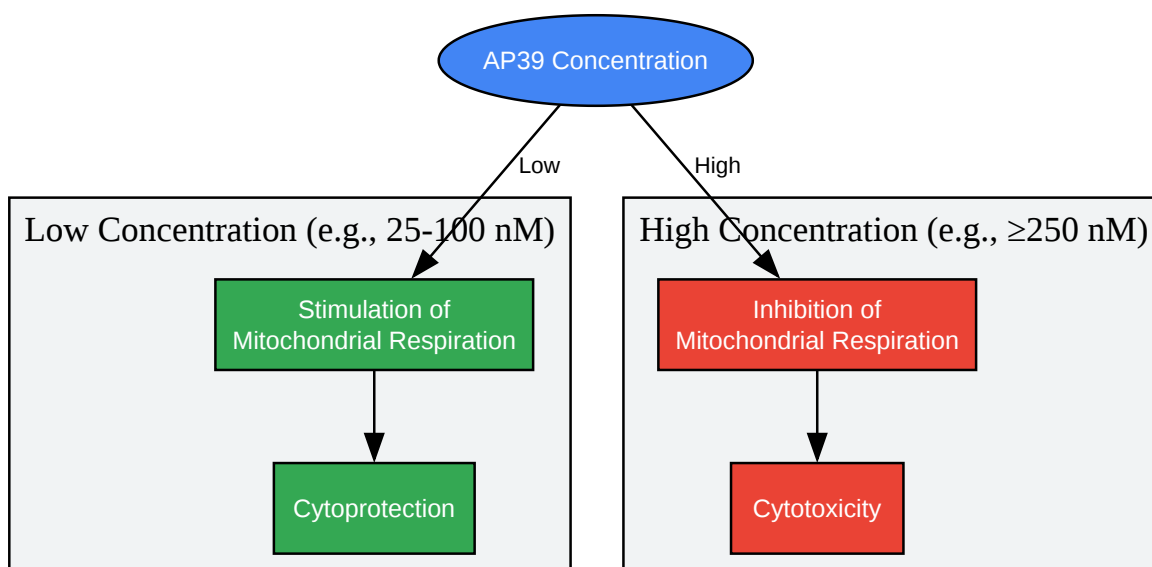 AP39 Concentration
Low
High
Low Concentration (e.g., 25-100 nM)
High Concentration (e.g., ≥250 nM)
Stimulation of
Mitochondrial Respiration
Inhibition of
Mitochondrial Respiration
Cytoprotection
Cytotoxicity